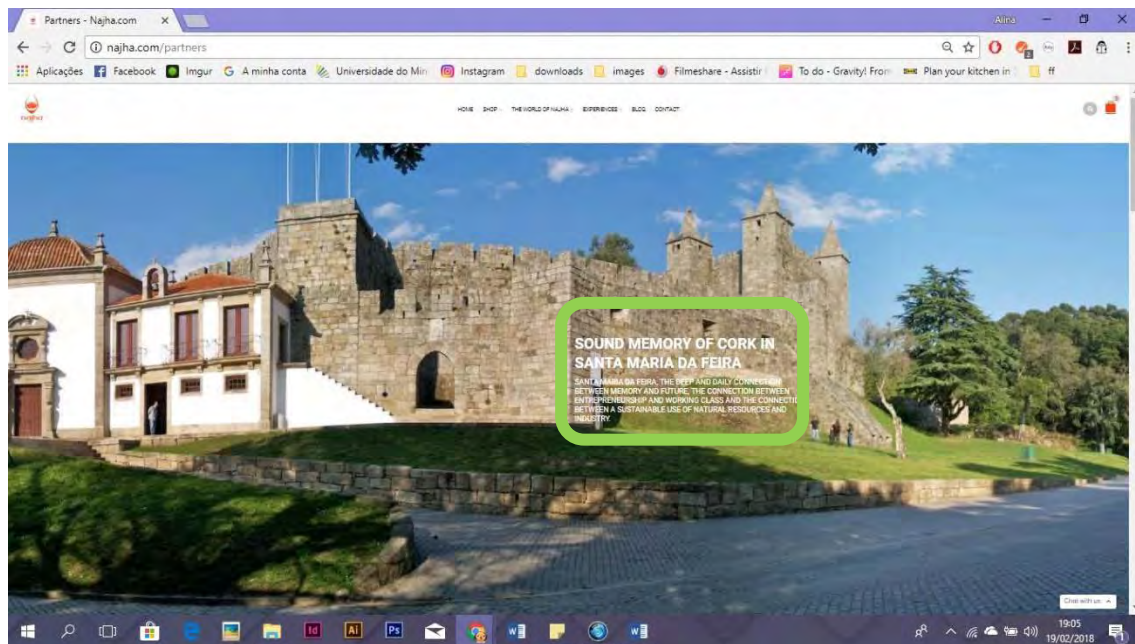 Partners - Najha.com
Alina
najha.com/partners
Aplicações Facebook Imgur A minha conta Universidade do Min Instagram downloads images Filmeshare - Assistir To do - Gravity! From Plan your kitchen in ff
najha
HOME SHOP THE WORLD OF NAJHA EXPERIENCES BLOG CONTACT
SOUND MEMORY OF CORK IN
SANTA MARIA DA FEIRA
SANTA MARIA DA FEIRA, THE DEEP AND DAILY CONNECTION
BETWEEN MEMORY AND FUTURE, THE CONNECTION BETWEEN
ENTREPRENEURSHIP AND WORKING CLASS AND THE CONNECTI
BETWEEN A SUSTAINABLE USE OF NATURAL RESOURCES AND
INDUSTRY.
Chat with us
Id Ai Ps
19:05
19/02/2018